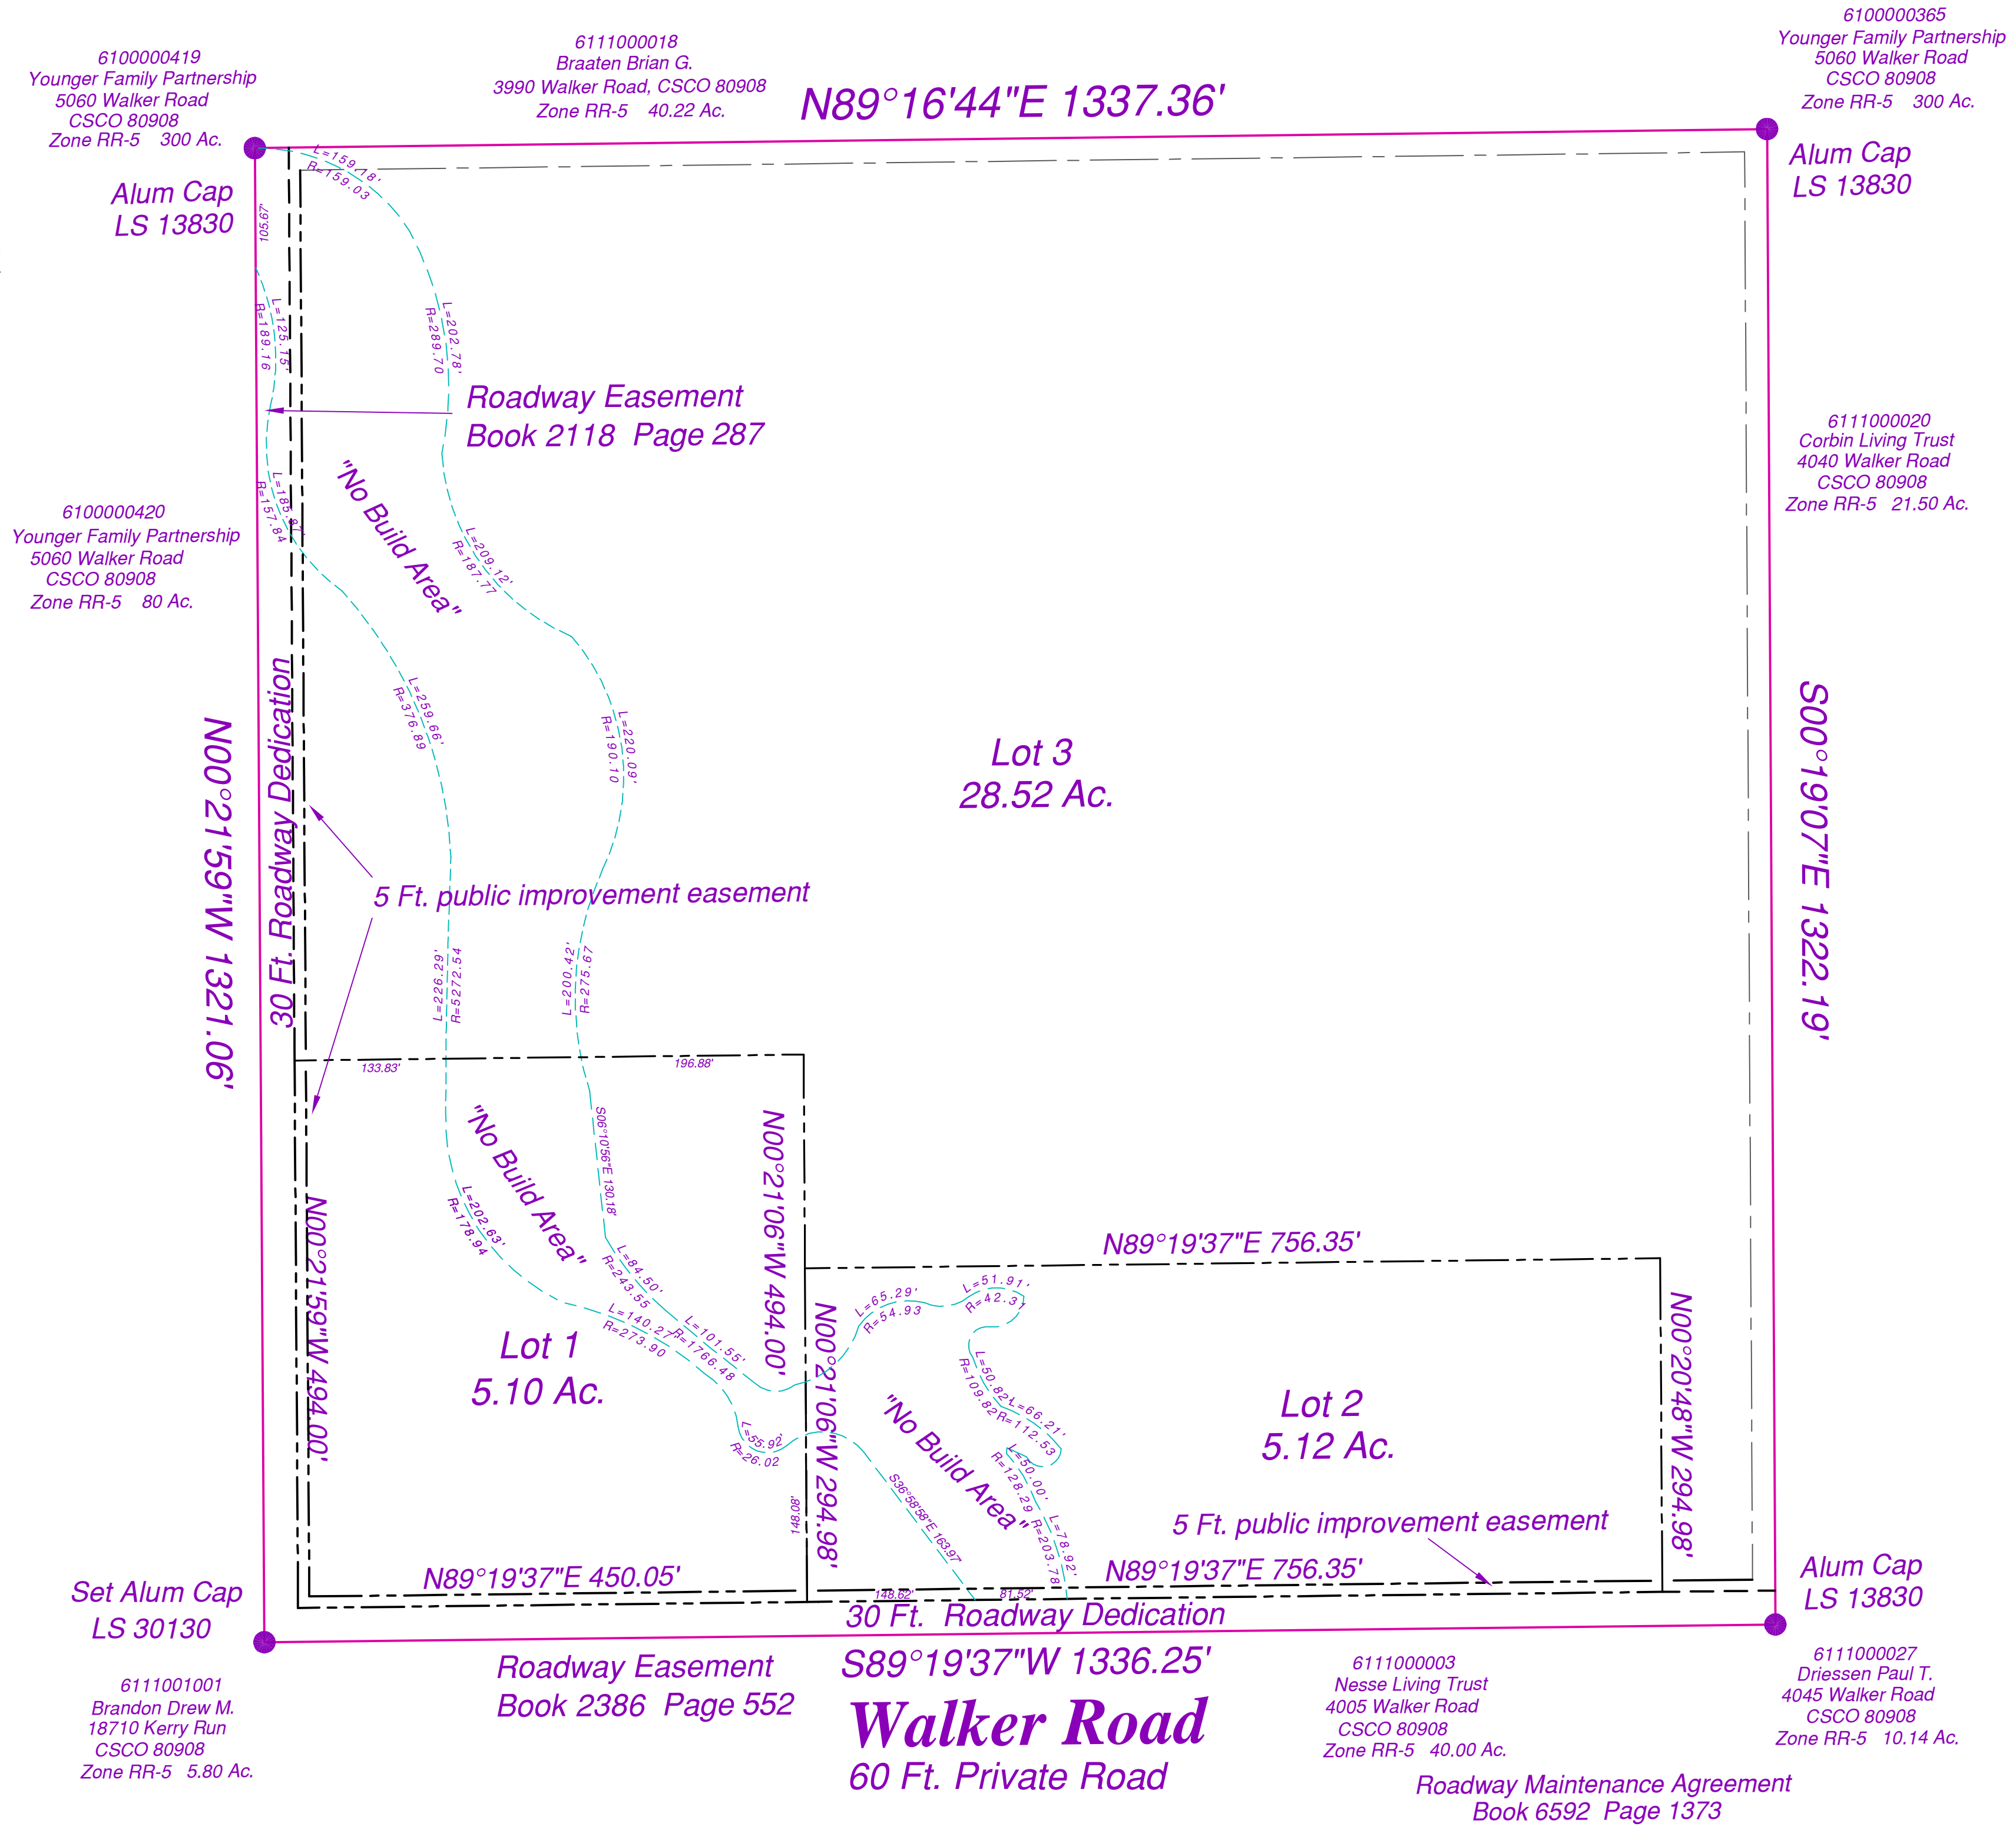 6100000419
Younger Family Partnership
5060 Walker Road
CSCO 80908
Zone RR-5 300 Ac.
6111000018
Braaten Brian G.
3990 Walker Road, CSCO 80908
Zone RR-5 40.22 Ac.
N89°16'44"E 1337.36'
6100000365
Younger Family Partnership
5060 Walker Road
CSCO 80908
Zone RR-5 300 Ac.
Alum Cap
LS 13830
Alum Cap
LS 13830
L=159.18'
R=159.03
105.67'
L=125.15'
R=189.16
L=202.78'
R=289.70
Roadway Easement
Book 2118 Page 287
"No Build Area"
L=185.87'
R=157.84
L=209.12'
R=187.77
6100000420
Younger Family Partnership
5060 Walker Road
CSCO 80908
Zone RR-5 80 Ac.
6111000020
Corbin Living Trust
4040 Walker Road
CSCO 80908
Zone RR-5 21.50 Ac.
30 Ft. Roadway Dedication
N00°21'59"W 1321.06'
L=259.66'
R=376.89
L=220.09'
R=190.10
Lot 3
28.52 Ac.
S00°19'07"E 1322.19'
5 Ft. public improvement easement
L=226.29'
R=5272.54
L=200.42'
R=275.67
133.83'
196.88'
"No Build Area"
S06°10'56"E 130.18'
N00°21'06"W 494.00'
N00°21'59"W 494.00'
L=202.63'
R=178.94
L=84.50'
R=243.55
L=140.27'
R=273.90
L=101.55'
R=1766.48
N89°19'37"E 756.35'
L=65.29'
R=54.93
L=51.91'
R=42.31
N00°21'06"W 294.98'
N00°20'48"W 294.98'
Lot 1
5.10 Ac.
L=50.82'
R=109.82
L=66.21'
R=112.53
Lot 2
5.12 Ac.
L=55.92'
R=26.02
"No Build Area"
L=50.00'
R=128.29
S36°58'58"E 163.97'
148.08'
L=78.92'
R=203.78
5 Ft. public improvement easement
N89°19'37"E 450.05'
N89°19'37"E 756.35'
148.62'
81.52'
Set Alum Cap
LS 30130
30 Ft. Roadway Dedication
Alum Cap
LS 13830
Roadway Easement
Book 2386 Page 552
S89°19'37"W 1336.25'
Walker Road
60 Ft. Private Road
6111001001
Brandon Drew M.
18710 Kerry Run
CSCO 80908
Zone RR-5 5.80 Ac.
6111000003
Nesse Living Trust
4005 Walker Road
CSCO 80908
Zone RR-5 40.00 Ac.
6111000027
Driessen Paul T.
4045 Walker Road
CSCO 80908
Zone RR-5 10.14 Ac.
Roadway Maintenance Agreement
Book 6592 Page 1373